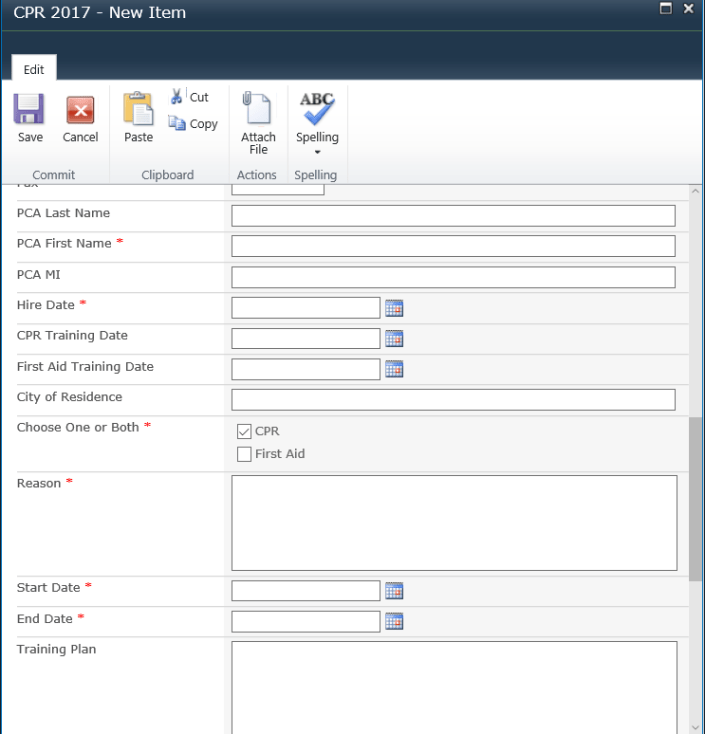 CPR 2017 - New Item
Edit
Save
Cancel
Paste
Cut
Copy
Attach
File
ABC
Spelling
Commit
Clipboard
Actions
Spelling
Fax
PCA Last Name
PCA First Name *
PCA MI
Hire Date *
CPR Training Date
First Aid Training Date
City of Residence
Choose One or Both *
CPR
First Aid
Reason *
Start Date *
End Date *
Training Plan